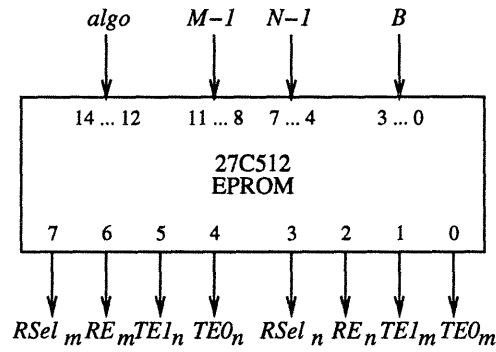 algo M-1 N-1 B
14 ... 12 11 ... 8 7 ... 4 3 ... 0
27C512
EPROM
7 6 5 4 3 2 1 0
RSel m RE m TE1 n TE0 n RSel n RE n TE1 m TE0 m